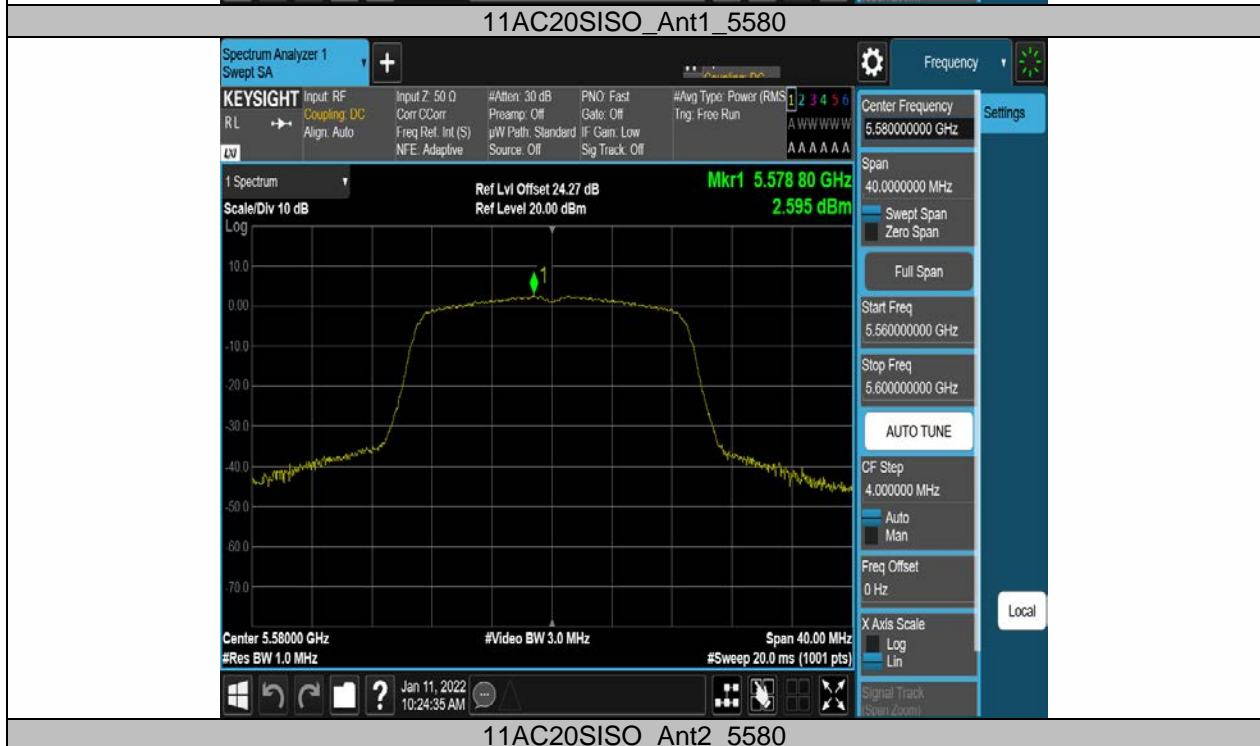 11AC20SISO_Ant1_5580
Spectrum Analyzer 1
Swept SA
+
Coupling: DC
Frequency
KEYSIGHT
RL
LXI
Input: RF
Coupling: DC
Align: Auto
Input Z: 50 Ω
Corr CCorr
Freq Ref: Int (S)
NFE: Adaptive
#Atten: 30 dB
Preamp: Off
µW Path: Standard
Source: Off
PNO: Fast
Gate: Off
IF Gain: Low
Sig Track: Off
#Avg Type: Power (RMS
Trig: Free Run
1 2 3 4 5 6
A W W W W W
A A A A A A
Center Frequency
5.580000000 GHz
Settings
Span
40.0000000 MHz
Swept Span
Zero Span
Full Span
Start Freq
5.560000000 GHz
Stop Freq
5.600000000 GHz
AUTO TUNE
CF Step
4.000000 MHz
Auto
Man
Freq Offset
0 Hz
X Axis Scale
Log
Lin
Signal Track
(Span Zoom)
Local
1 Spectrum
Scale/Div 10 dB
Log
Ref Lvl Offset 24.27 dB
Ref Level 20.00 dBm
Mkr1 5.578 80 GHz
2.595 dBm
1
10.0
0.00
-10.0
-20.0
-30.0
-40.0
-50.0
-60.0
-70.0
Center 5.58000 GHz
#Res BW 1.0 MHz
#Video BW 3.0 MHz
Span 40.00 MHz
#Sweep 20.0 ms (1001 pts)
?
Jan 11, 2022
10:24:35 AM
11AC20SISO_Ant2_5580